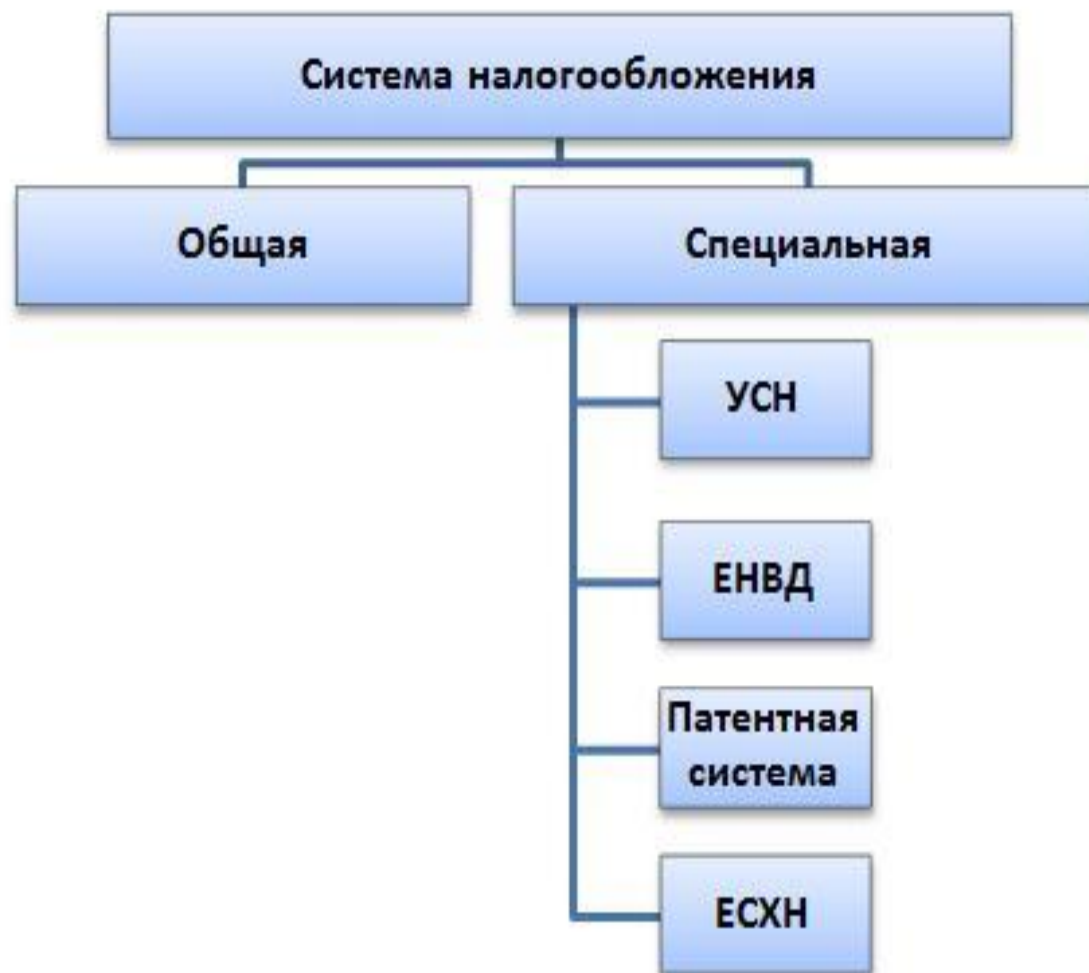 Система налогообложения
Общая
Специальная
УСН
ЕНВД
Патентная
система
ЕСХН